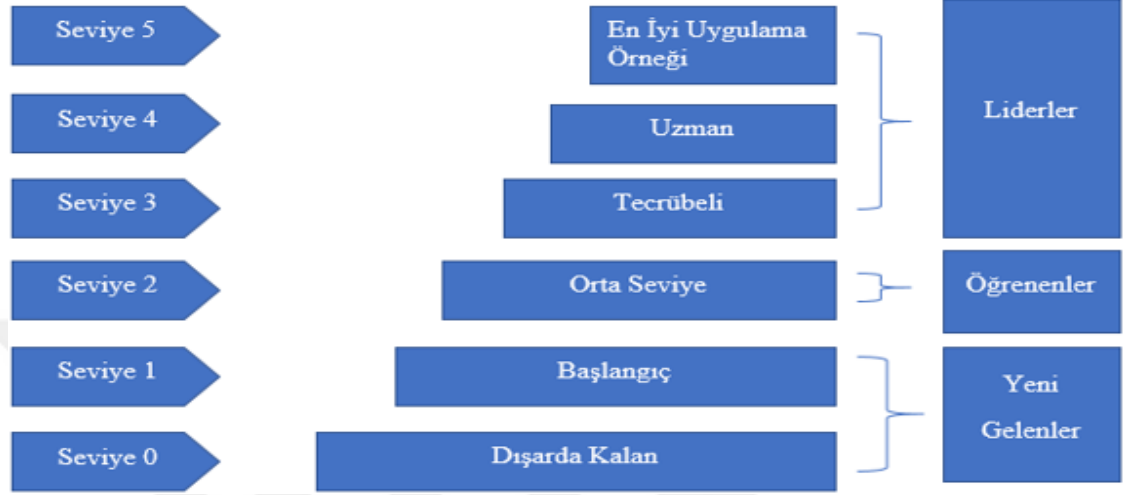 Seviye 5
En İyi Uygulama
Örneği
Liderler
Seviye 4
Uzman
Seviye 3
Tecrübeli
Seviye 2
Orta Seviye
Öğrenenler
Seviye 1
Başlangıç
Yeni
Gelenler
Seviye 0
Dışarda Kalan